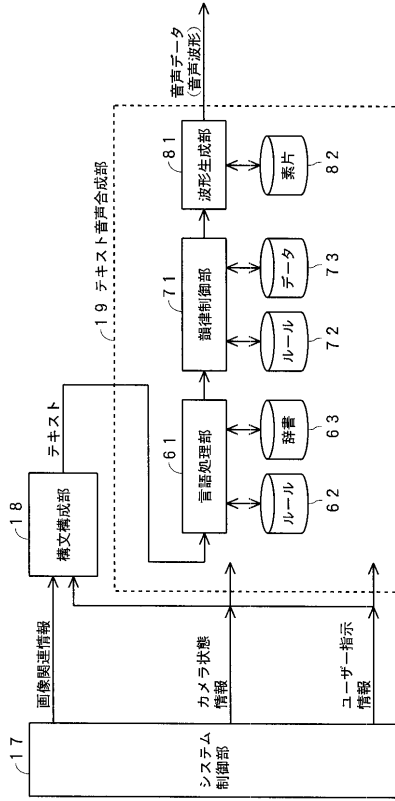 17
システム
制御部
画像関連情報
カメラ状態
情報
ユーザー指示
情報
18
構文構成部
テキスト
19 テキスト音声合成部
61
言語処理部
62
ルール
63
辞書
71
韻律制御部
72
ルール
73
データ
81
波形生成部
82
素片
音声データ
(音声波形)